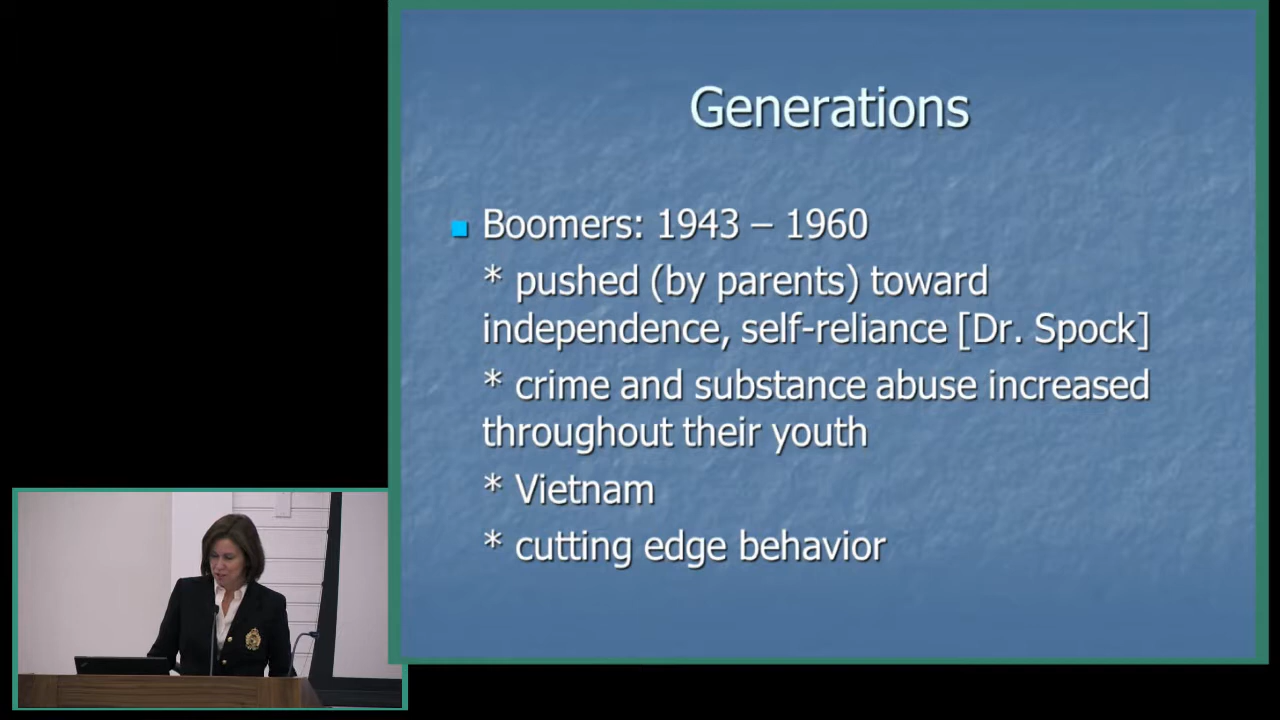 Generations
Boomers: 1943 – 1960
* pushed (by parents) toward
independence, self-reliance [Dr. Spock]
* crime and substance abuse increased
throughout their youth
* Vietnam
* cutting edge behavior